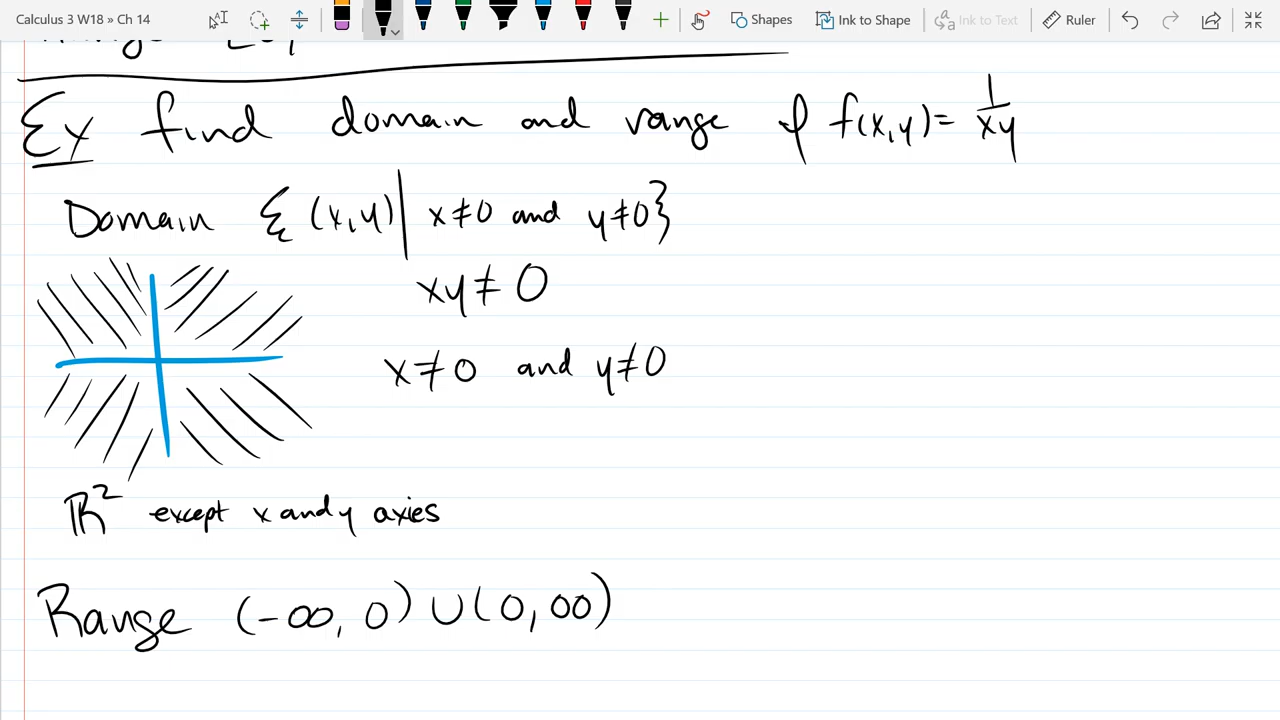 Calculus 3 W18 » Ch 14 Shapes Ink to Shape Ink to Text Ruler
Ex find domain and range of f(x,y)= 1/xy
Domain {(x,y)| x≠0 and y≠0}
xy≠0
x≠0 and y≠0
ℝ² except x and y axies
Range (-∞, 0) ∪ (0, ∞)